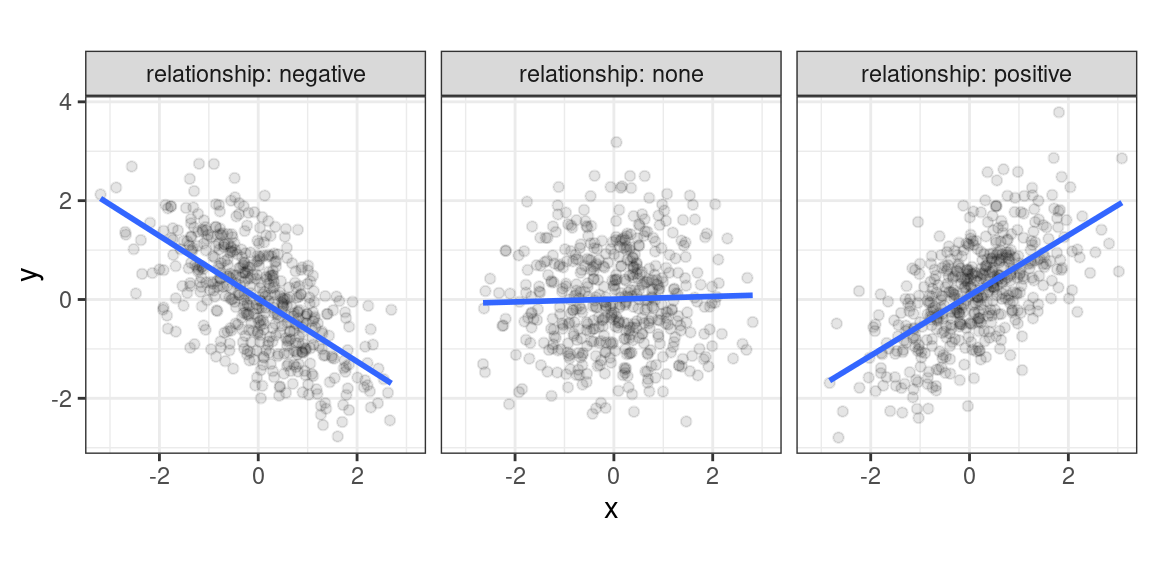 relationship: negative
relationship: none
relationship: positive
4
2
0
-2
y
-2 0 2
-2 0 2
-2 0 2
x